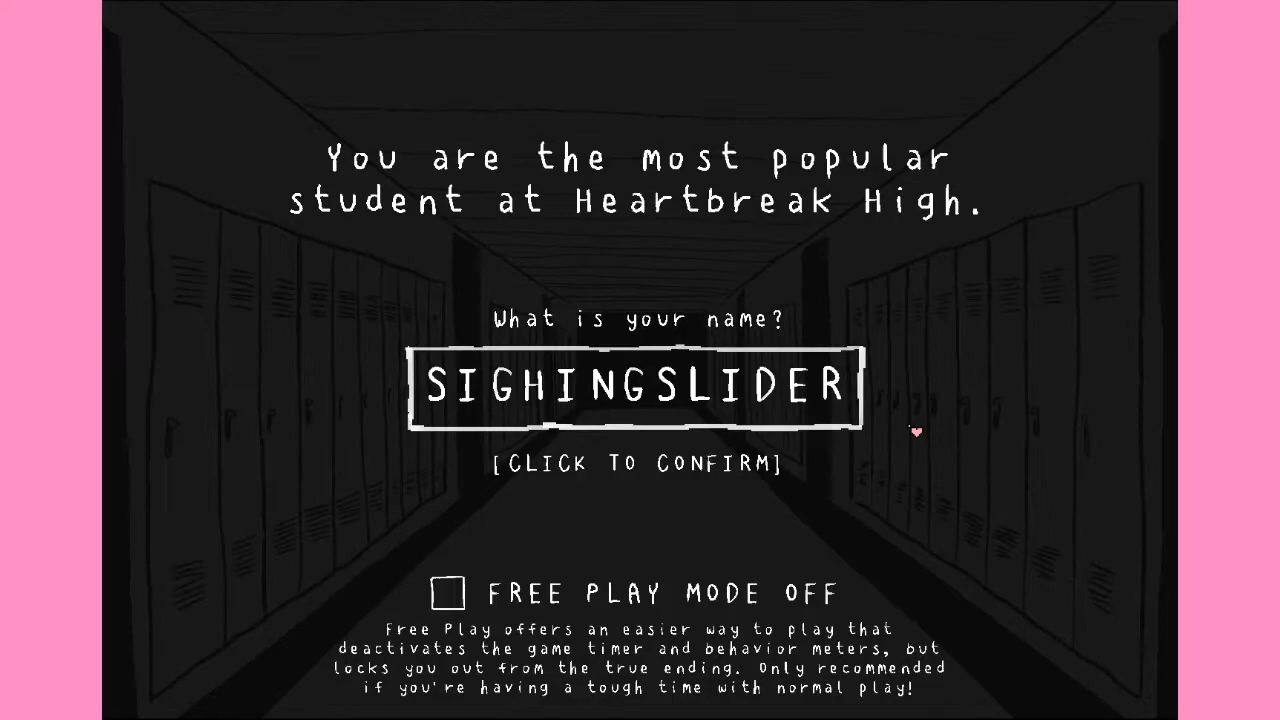 You are the most popular
student at Heartbreak High.
What is your name?
SIGHINGSLIDER
[CLICK TO CONFIRM]
FREE PLAY MODE OFF
Free Play offers an easier way to play that
deactivates the game timer and behavior meters, but
locks you out from the true ending. Only recommended
if you're having a tough time with normal play!